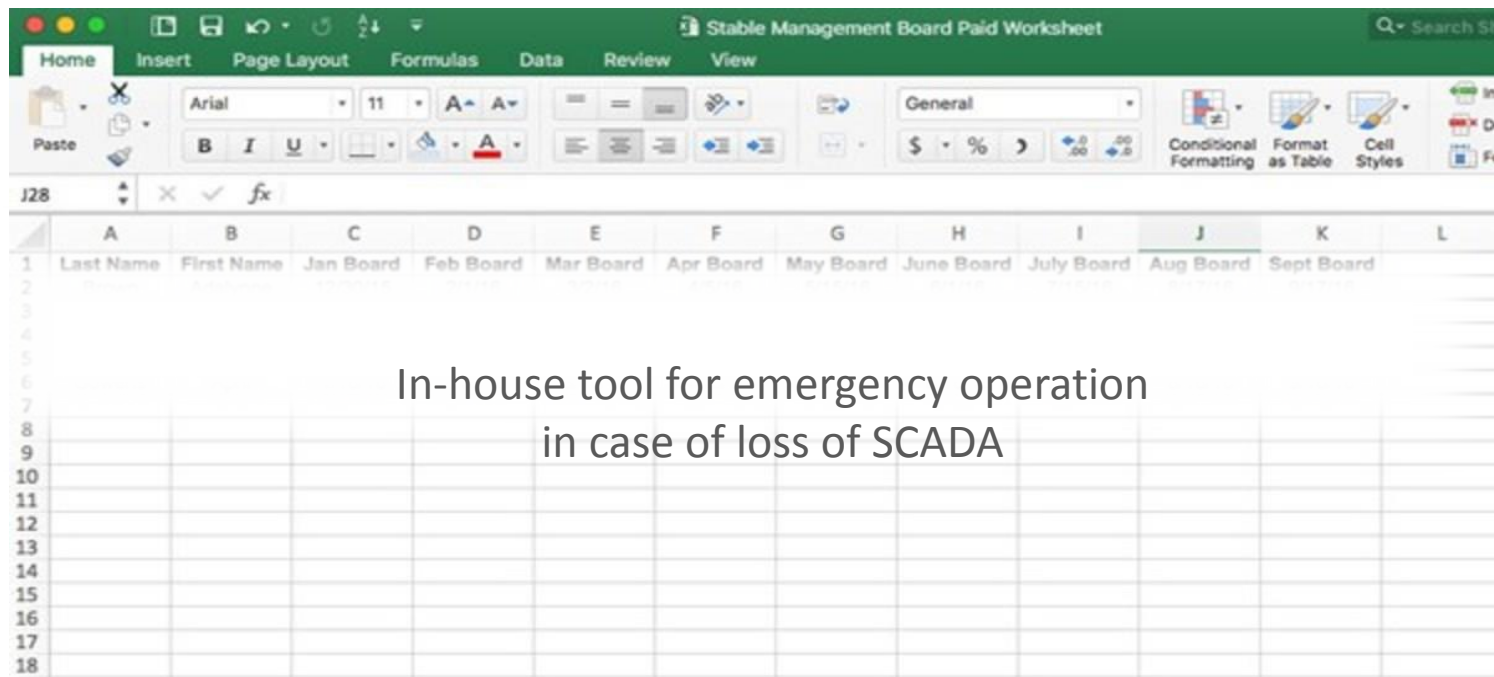 Stable Management Board Paid Worksheet
Home Insert Page Layout Formulas Data Review View
Arial 11 A A General
Paste B I U A $ % Conditional Formatting Format as Table Cell Styles
J28 fx
A B C D E F G H I J K L
1 Last Name First Name Jan Board Feb Board Mar Board Apr Board May Board June Board July Board Aug Board Sept Board
2
3
4
5
6
7
In-house tool for emergency operation
in case of loss of SCADA
8
9
10
11
12
13
14
15
16
17
18